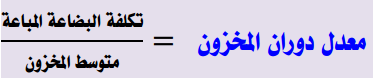 معدل دوران المخزون = تكلفة البضاعة المباعة
متوسط المخزون